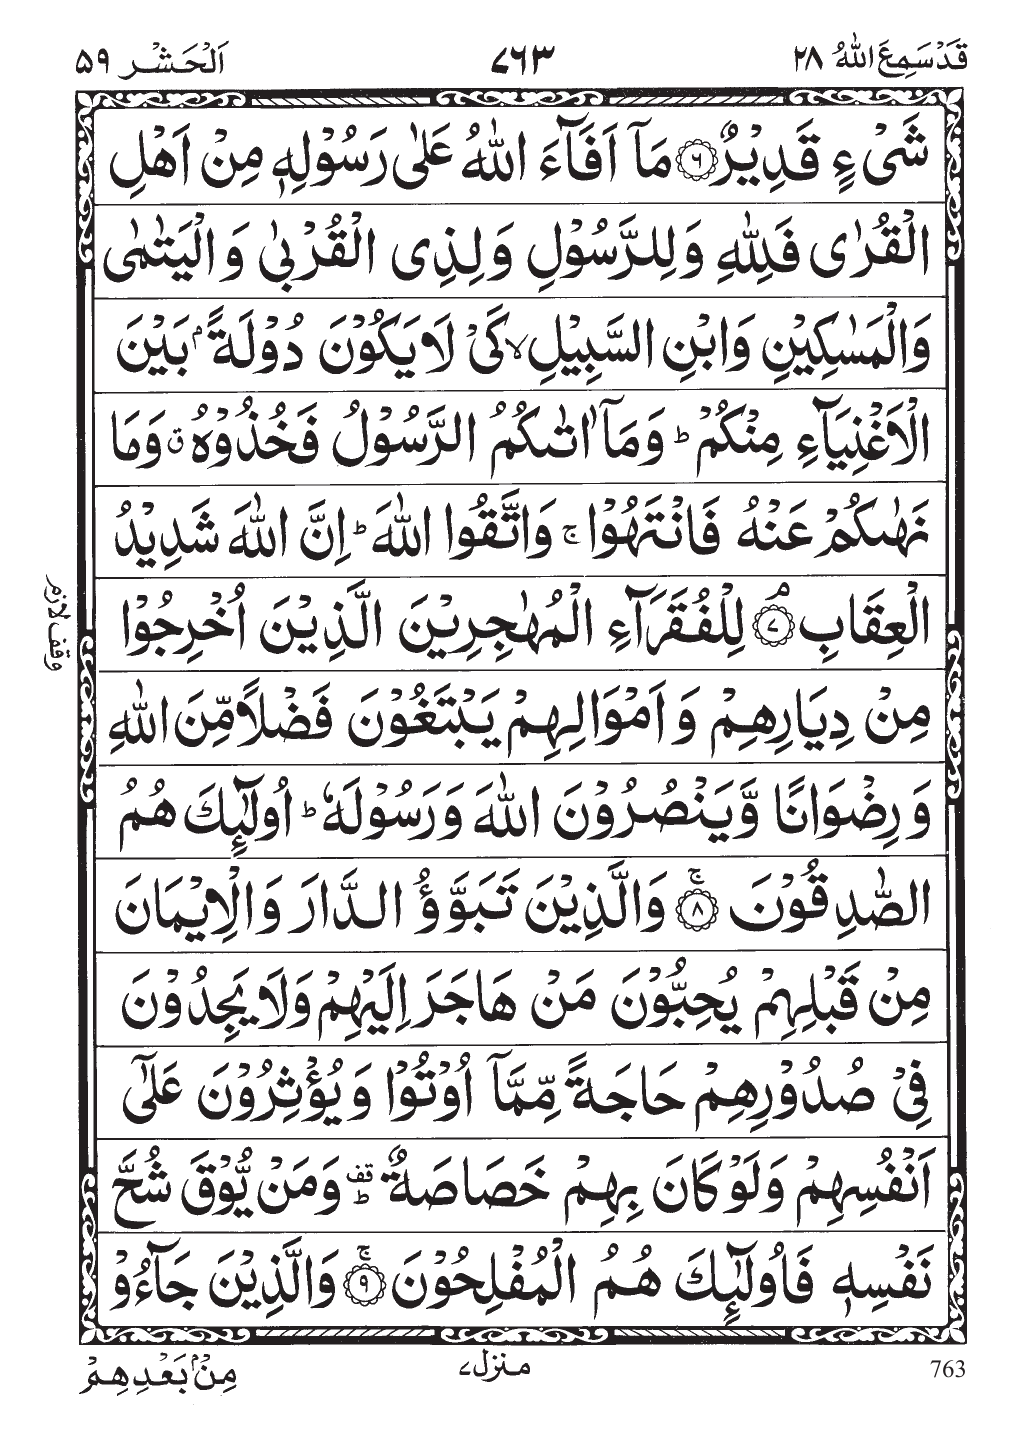 قَدْ سَمِعَ اللّٰهُ ٢٨ ٧٦٣ اَلْحَشْر ٥٩
شَیْءٍ قَدِیْرٌ ﴿٦﴾ مَاۤ اَفَآءَ اللّٰهُ عَلٰی رَسُوْلِهٖ مِنْ اَهْلِ
الْقُرٰی فَلِلّٰهِ وَلِلرَّسُوْلِ وَلِذِی الْقُرْبٰی وَالْیَتٰمٰی
وَالْمَسٰكِیْنِ وَابْنِ السَّبِیْلِ ۙ كَیْ لَا یَكُوْنَ دُوْلَةًۢ بَیْنَ
الْاَغْنِیَآءِ مِنْكُمْ ؕ وَمَاۤ اٰتٰىكُمُ الرَّسُوْلُ فَخُذُوْهُ ق وَمَا
نَهٰىكُمْ عَنْهُ فَانْتَهُوْا ۚ وَاتَّقُوا اللّٰهَ ؕ اِنَّ اللّٰهَ شَدِیْدُ
الْعِقَابِ ۘ﴿٧﴾ لِلْفُقَرَآءِ الْمُهٰجِرِیْنَ الَّذِیْنَ اُخْرِجُوْا
وقف لازم
مِنْ دِیَارِهِمْ وَاَمْوَالِهِمْ یَبْتَغُوْنَ فَضْلًا مِّنَ اللّٰهِ
وَرِضْوَانًا وَّیَنْصُرُوْنَ اللّٰهَ وَرَسُوْلَهٗ ؕ اُولٰٓئِكَ هُمُ
الصّٰدِقُوْنَ ۚ﴿٨﴾ وَالَّذِیْنَ تَبَوَّؤُ الدَّارَ وَالْاِیْمَانَ
مِنْ قَبْلِهِمْ یُحِبُّوْنَ مَنْ هَاجَرَ اِلَیْهِمْ وَلَا یَجِدُوْنَ
فِیْ صُدُوْرِهِمْ حَاجَةً مِّمَّاۤ اُوْتُوْا وَیُؤْثِرُوْنَ عَلٰۤی
اَنْفُسِهِمْ وَلَوْ كَانَ بِهِمْ خَصَاصَةٌ ؕ قف وَمَنْ یُّوْقَ شُحَّ
نَفْسِهٖ فَاُولٰٓئِكَ هُمُ الْمُفْلِحُوْنَ ۚ﴿٩﴾ وَالَّذِیْنَ جَآءُوْ
763 منزل ٧ مِنْۢ بَعْدِهِمْ